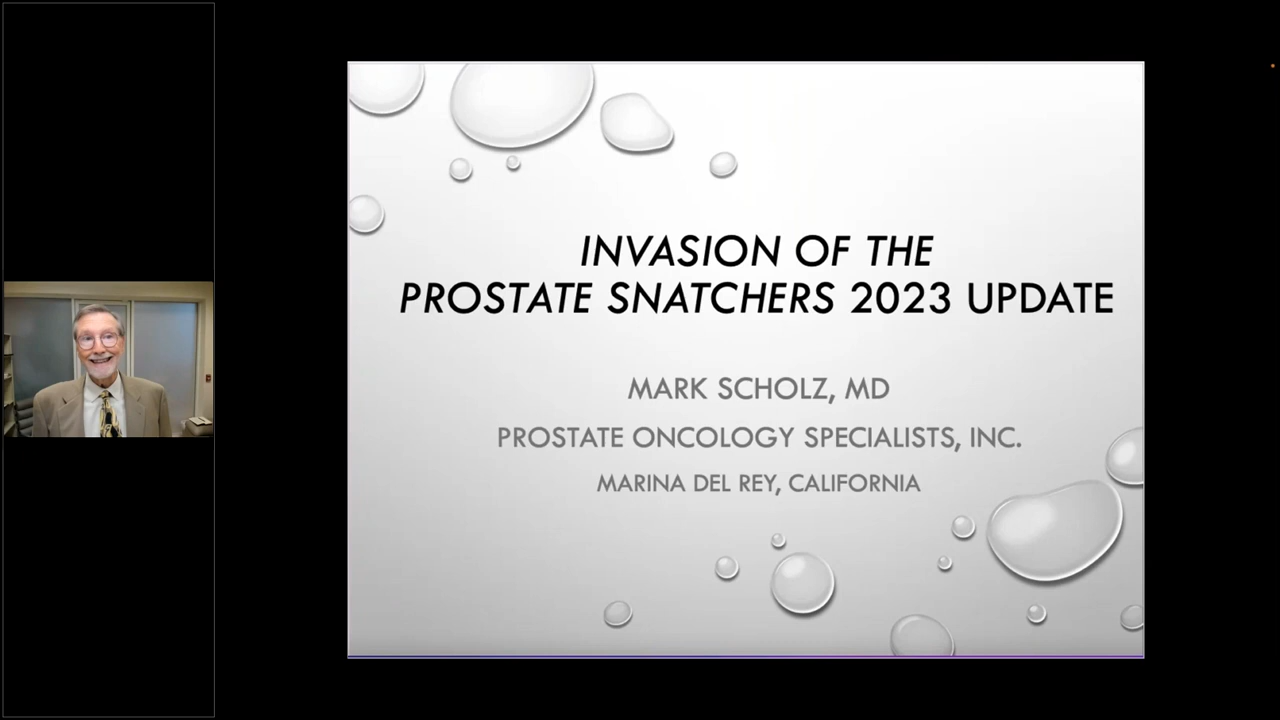 INVASION OF THE
PROSTATE SNATCHERS 2023 UPDATE
MARK SCHOLZ, MD
PROSTATE ONCOLOGY SPECIALISTS, INC.
MARINA DEL REY, CALIFORNIA